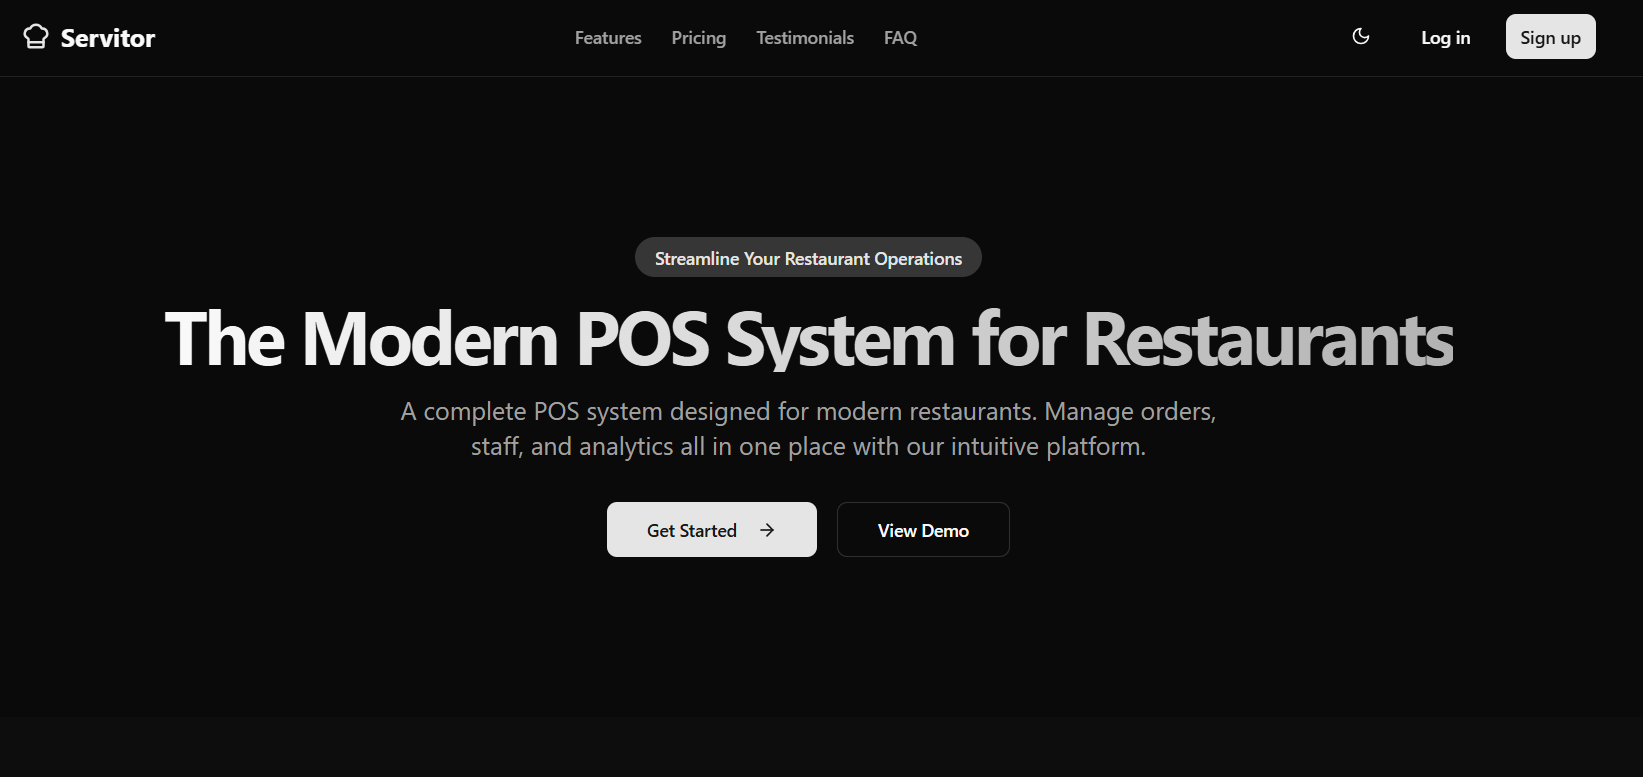 Servitor
Features
Pricing
Testimonials
FAQ
Log in
Sign up
Streamline Your Restaurant Operations
The Modern POS System for Restaurants
A complete POS system designed for modern restaurants. Manage orders,
staff, and analytics all in one place with our intuitive platform.
Get Started
View Demo